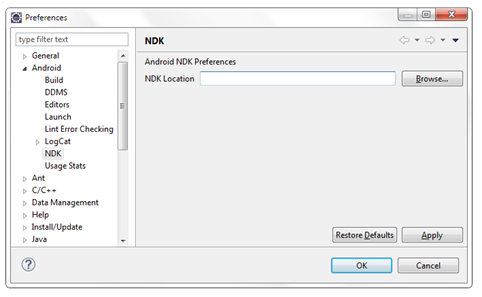 Preferences
type filter text
General
Android
Build
DDMS
Editors
Launch
Lint Error Checking
LogCat
NDK
Usage Stats
Ant
C/C++
Data Management
Help
Install/Update
Java
NDK
Android NDK Preferences
NDK Location
Browse...
Restore Defaults
Apply
?
OK
Cancel